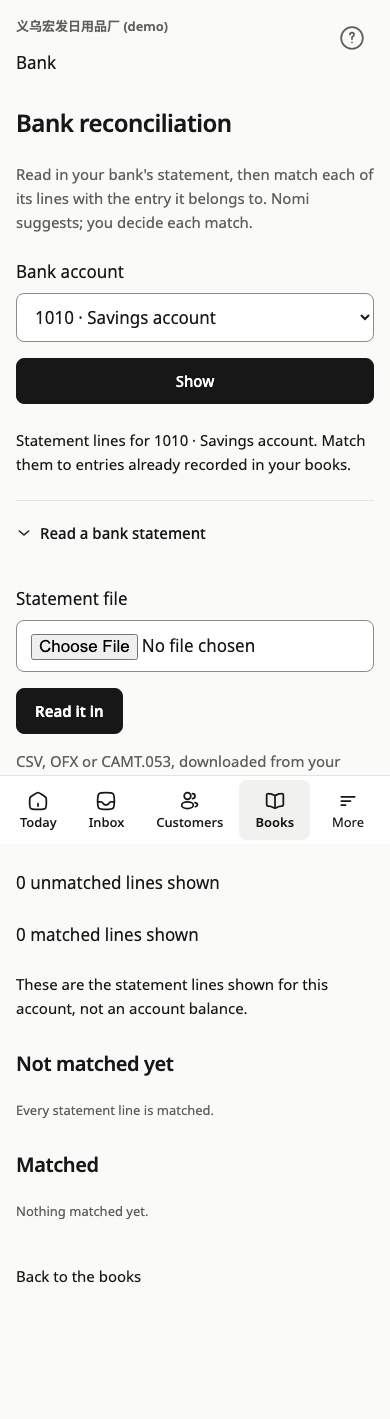 义乌宏发日用品厂 (demo)
Bank
Bank reconciliation
Read in your bank's statement, then match each of
its lines with the entry it belongs to. Nomi
suggests; you decide each match.
Bank account
1010 · Savings account
Show
Statement lines for 1010 · Savings account. Match
them to entries already recorded in your books.
Read a bank statement
Statement file
Choose File No file chosen
Read it in
CSV, OFX or CAMT.053, downloaded from your
Today Inbox Customers Books More
0 unmatched lines shown
0 matched lines shown
These are the statement lines shown for this
account, not an account balance.
Not matched yet
Every statement line is matched.
Matched
Nothing matched yet.
Back to the books